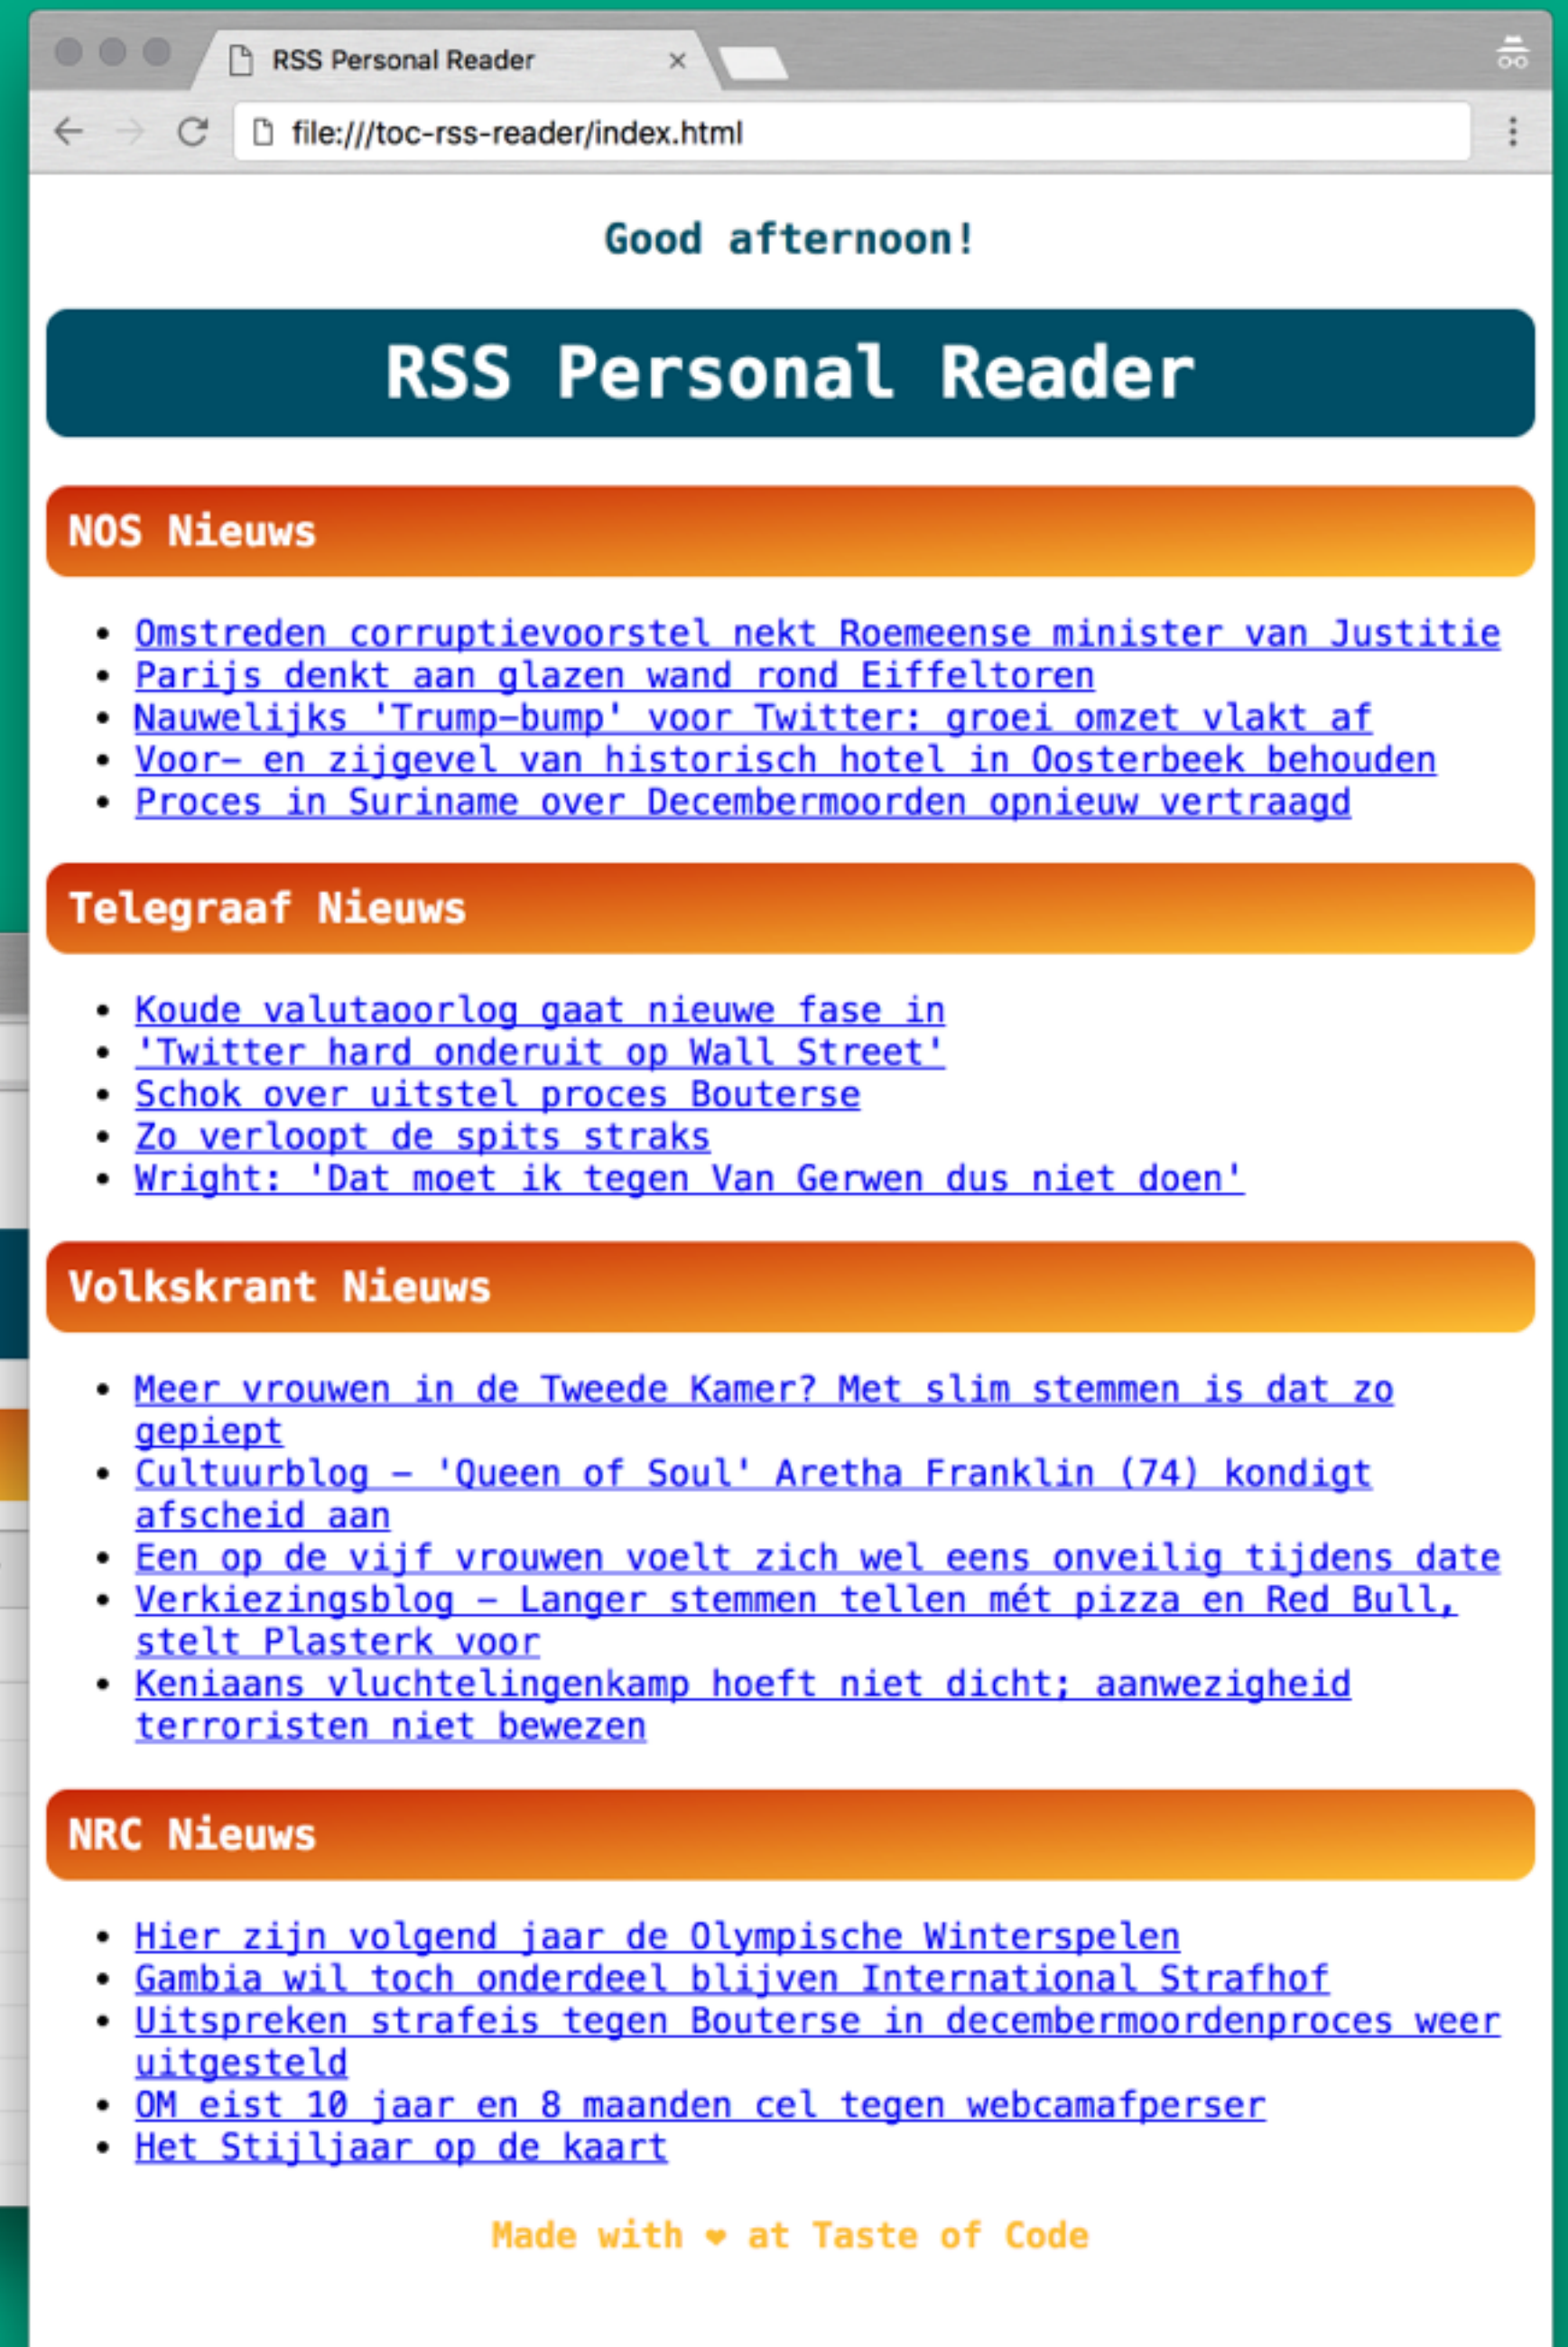 RSS Personal Reader
file:///toc-rss-reader/index.html
Good afternoon!
RSS Personal Reader
NOS Nieuws
Omstreden corruptievoorstel nekt Roemeense minister van Justitie
Parijs denkt aan glazen wand rond Eiffeltoren
Nauwelijks 'Trump-bump' voor Twitter: groei omzet vlakt af
Voor- en zijgevel van historisch hotel in Oosterbeek behouden
Proces in Suriname over Decembermoorden opnieuw vertraagd
Telegraaf Nieuws
Koude valutaoorlog gaat nieuwe fase in
'Twitter hard onderuit op Wall Street'
Schok over uitstel proces Bouterse
Zo verloopt de spits straks
Wright: 'Dat moet ik tegen Van Gerwen dus niet doen'
Volkskrant Nieuws
Meer vrouwen in de Tweede Kamer? Met slim stemmen is dat zo
gepiept
Cultuurblog - 'Queen of Soul' Aretha Franklin (74) kondigt
afscheid aan
Een op de vijf vrouwen voelt zich wel eens onveilig tijdens date
Verkiezingsblog - Langer stemmen tellen mét pizza en Red Bull,
stelt Plasterk voor
Keniaans vluchtelingenkamp hoeft niet dicht; aanwezigheid
terroristen niet bewezen
NRC Nieuws
Hier zijn volgend jaar de Olympische Winterspelen
Gambia wil toch onderdeel blijven International Strafhof
Uitspreken strafeis tegen Bouterse in decembermoordenproces weer
uitgesteld
OM eist 10 jaar en 8 maanden cel tegen webcamafperser
Het Stijljaar op de kaart
Made with ❤ at Taste of Code